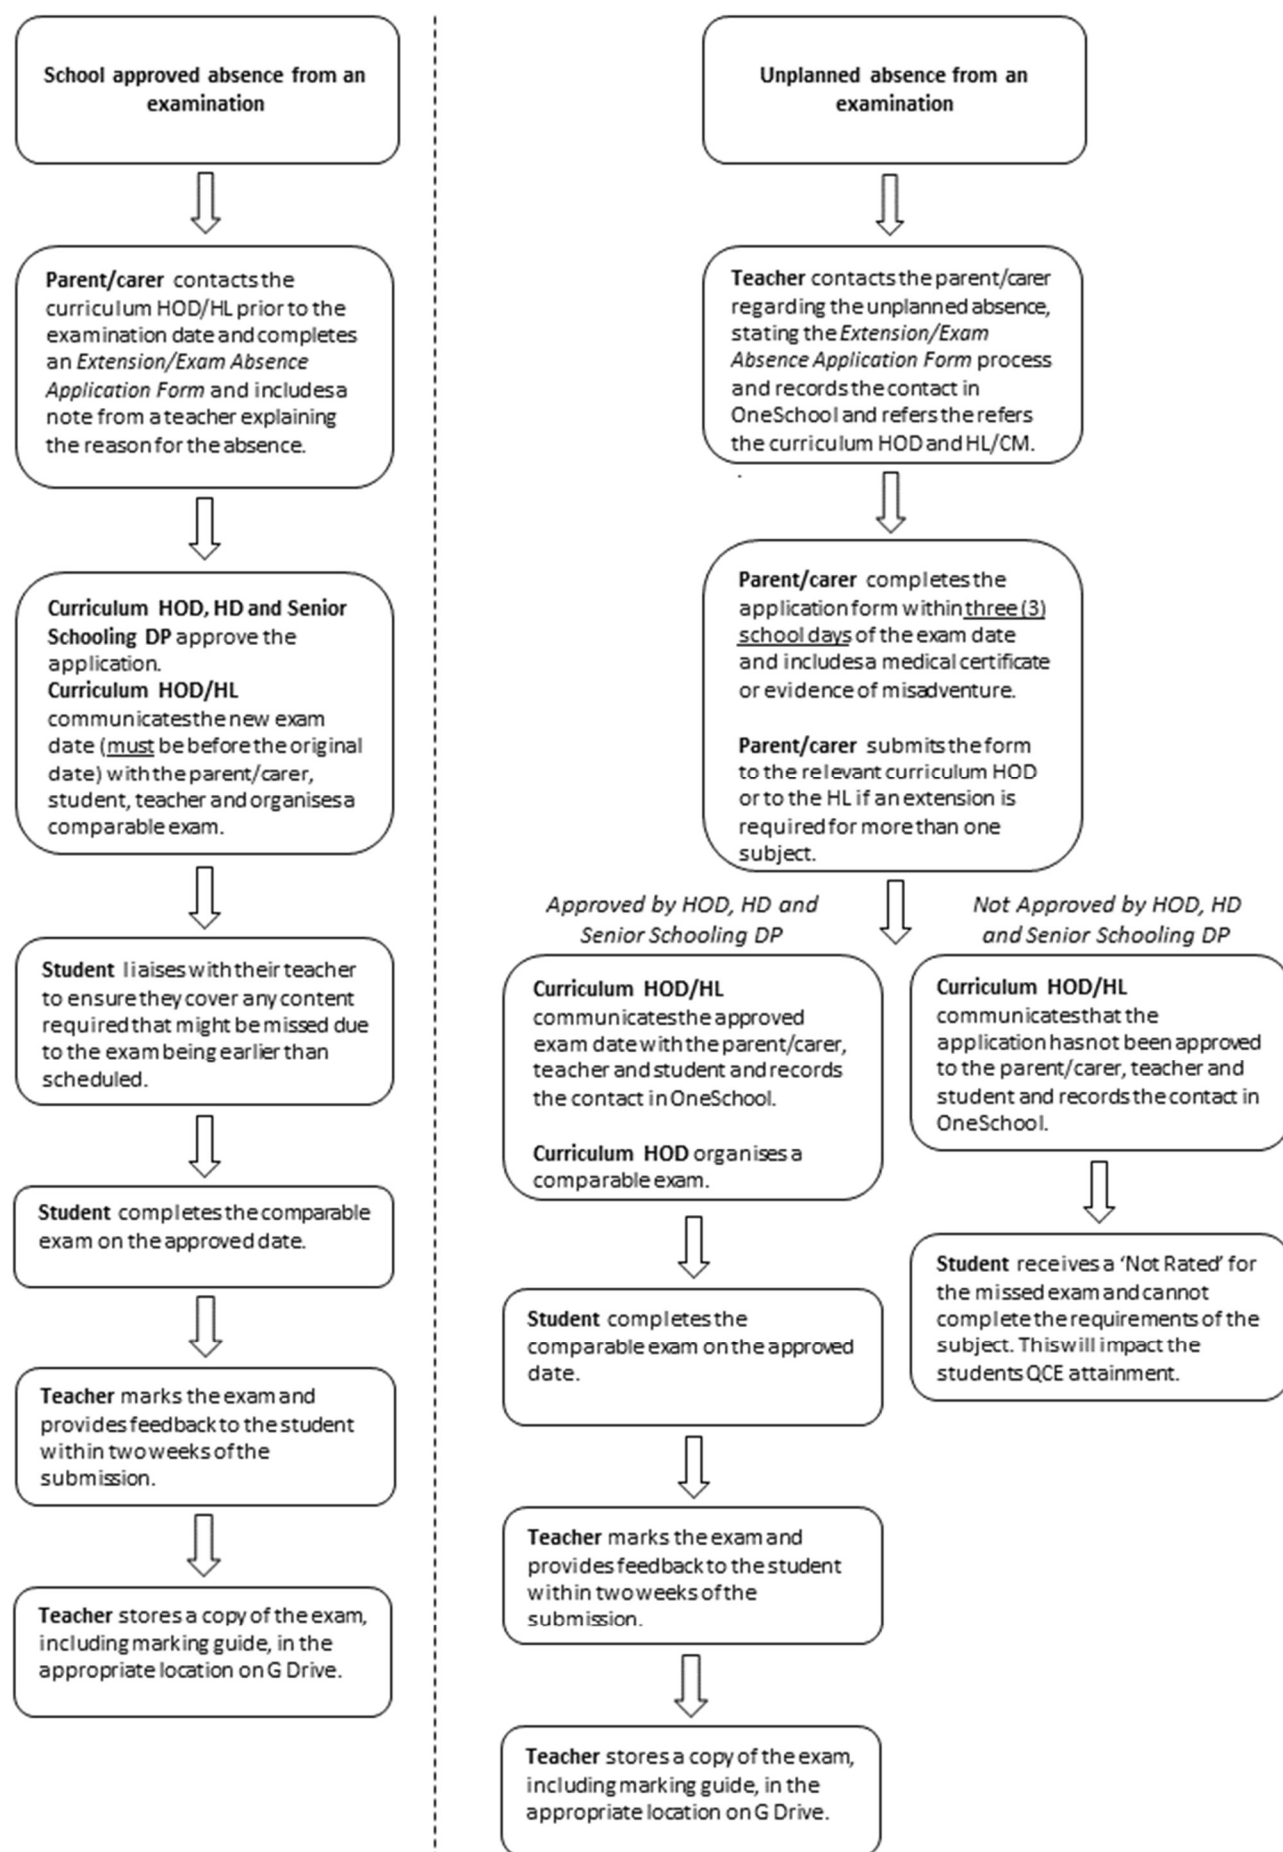 School approved absence from an
examination
Parent/carer contacts the
curriculum HOD/HL prior to the
examination date and completes
an Extension/Exam Absence
Application Form and includes a
note from a teacher explaining
the reason for the absence.
Curriculum HOD, HD and Senior
Schooling DP approve the
application.
Curriculum HOD/HL
communicates the new exam
date (must be before the original
date) with the parent/carer,
student, teacher and organises a
comparable exam.
Student liaises with their teacher
to ensure they cover any content
required that might be missed due
to the exam being earlier than
scheduled.
Student completes the comparable
exam on the approved date.
Teacher marks the exam and
provides feedback to the student
within two weeks of the
submission.
Teacher stores a copy of the exam,
including marking guide, in the
appropriate location on G Drive.
Unplanned absence from an
examination
Teacher contacts the parent/carer
regarding the unplanned absence,
stating the Extension/Exam
Absence Application Form process
and records the contact in
OneSchool and refers the refers
the curriculum HOD and HL/CM.
Parent/carer completes the
application form within three (3)
school days of the exam date
and includes a medical certificate
or evidence of misadventure.
Parent/carer submits the form
to the relevant curriculum HOD
or to the HL if an extension is
required for more than one
subject.
Approved by HOD, HD and
Senior Schooling DP
Curriculum HOD/HL
communicates the approved
exam date with the parent/carer,
teacher and student and records
the contact in OneSchool.
Curriculum HOD organises a
comparable exam.
Student completes the
comparable exam on the approved
date.
Teacher marks the exam and
provides feedback to the student
within two weeks of the
submission.
Teacher stores a copy of the exam,
including marking guide, in the
appropriate location on G Drive.
Not Approved by HOD, HD
and Senior Schooling DP
Curriculum HOD/HL
communicates that the
application has not been approved
to the parent/carer, teacher and
student and records the contact in
OneSchool.
Student receives a ‘Not Rated’ for
the missed exam and cannot
complete the requirements of the
subject. This will impact the
students QCE attainment.